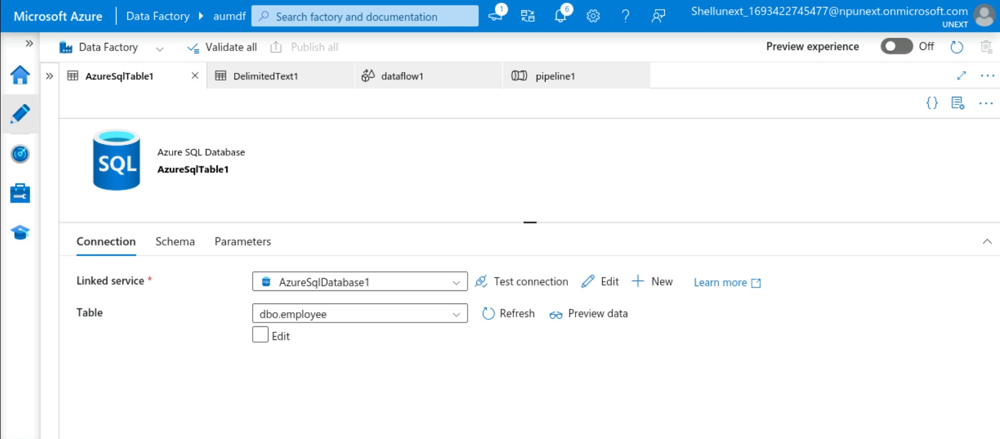 Microsoft Azure
Data Factory
aumdf
Search factory and documentation
1
6
Shellunext_1693422745477@npunext.onmicrosoft.com
UNEXT
Data Factory
Validate all
Publish all
Preview experience
Off
AzureSqlTable1
DelimitedText1
dataflow1
pipeline1
SQL
Azure SQL Database
AzureSqlTable1
Connection
Schema
Parameters
Linked service *
AzureSqlDatabase1
Test connection
Edit
New
Learn more
Table
dbo.employee
Refresh
Preview data
Edit